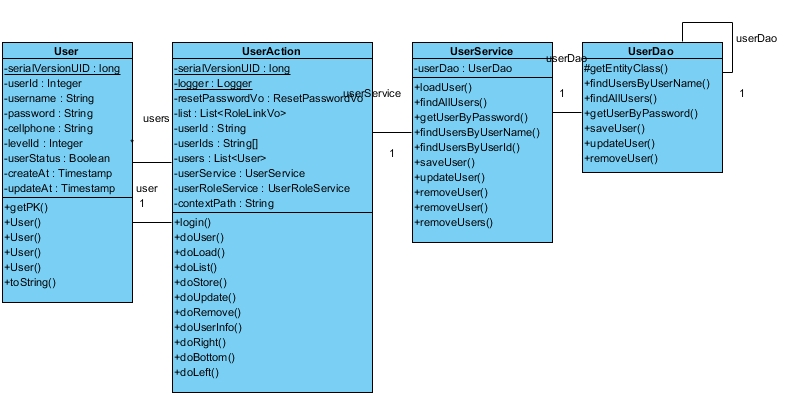 User
-serialVersionUID : long
-userId : Integer
-username : String
-password : String
-cellphone : String
-levelId : Integer
-userStatus : Boolean
-createAt : Timestamp
-updateAt : Timestamp
+getPK()
+User()
+User()
+User()
+User()
+toString()
users
*
user
1
UserAction
-serialVersionUID : long
-logger : Logger
-resetPasswordVo : ResetPasswordVo
-list : List<RoleLinkVo>
-userId : String
-userIds : String[]
-users : List<User>
-userService : UserService
-userRoleService : UserRoleService
-contextPath : String
+login()
+doUser()
+doLoad()
+doList()
+doStore()
+doUpdate()
+doRemove()
+doUserInfo()
+doRight()
+doBottom()
+doLeft()
userService
1
UserService
-userDao : UserDao
+loadUser()
+findAllUsers()
+getUserByPassword()
+findUsersByUserName()
+findUsersByUserId()
+saveUser()
+updateUser()
+removeUser()
+removeUser()
+removeUsers()
userDao
1
UserDao
#getEntityClass()
+findUsersByUserName()
+findAllUsers()
+getUserByPassword()
+saveUser()
+updateUser()
+removeUser()
userDao
1